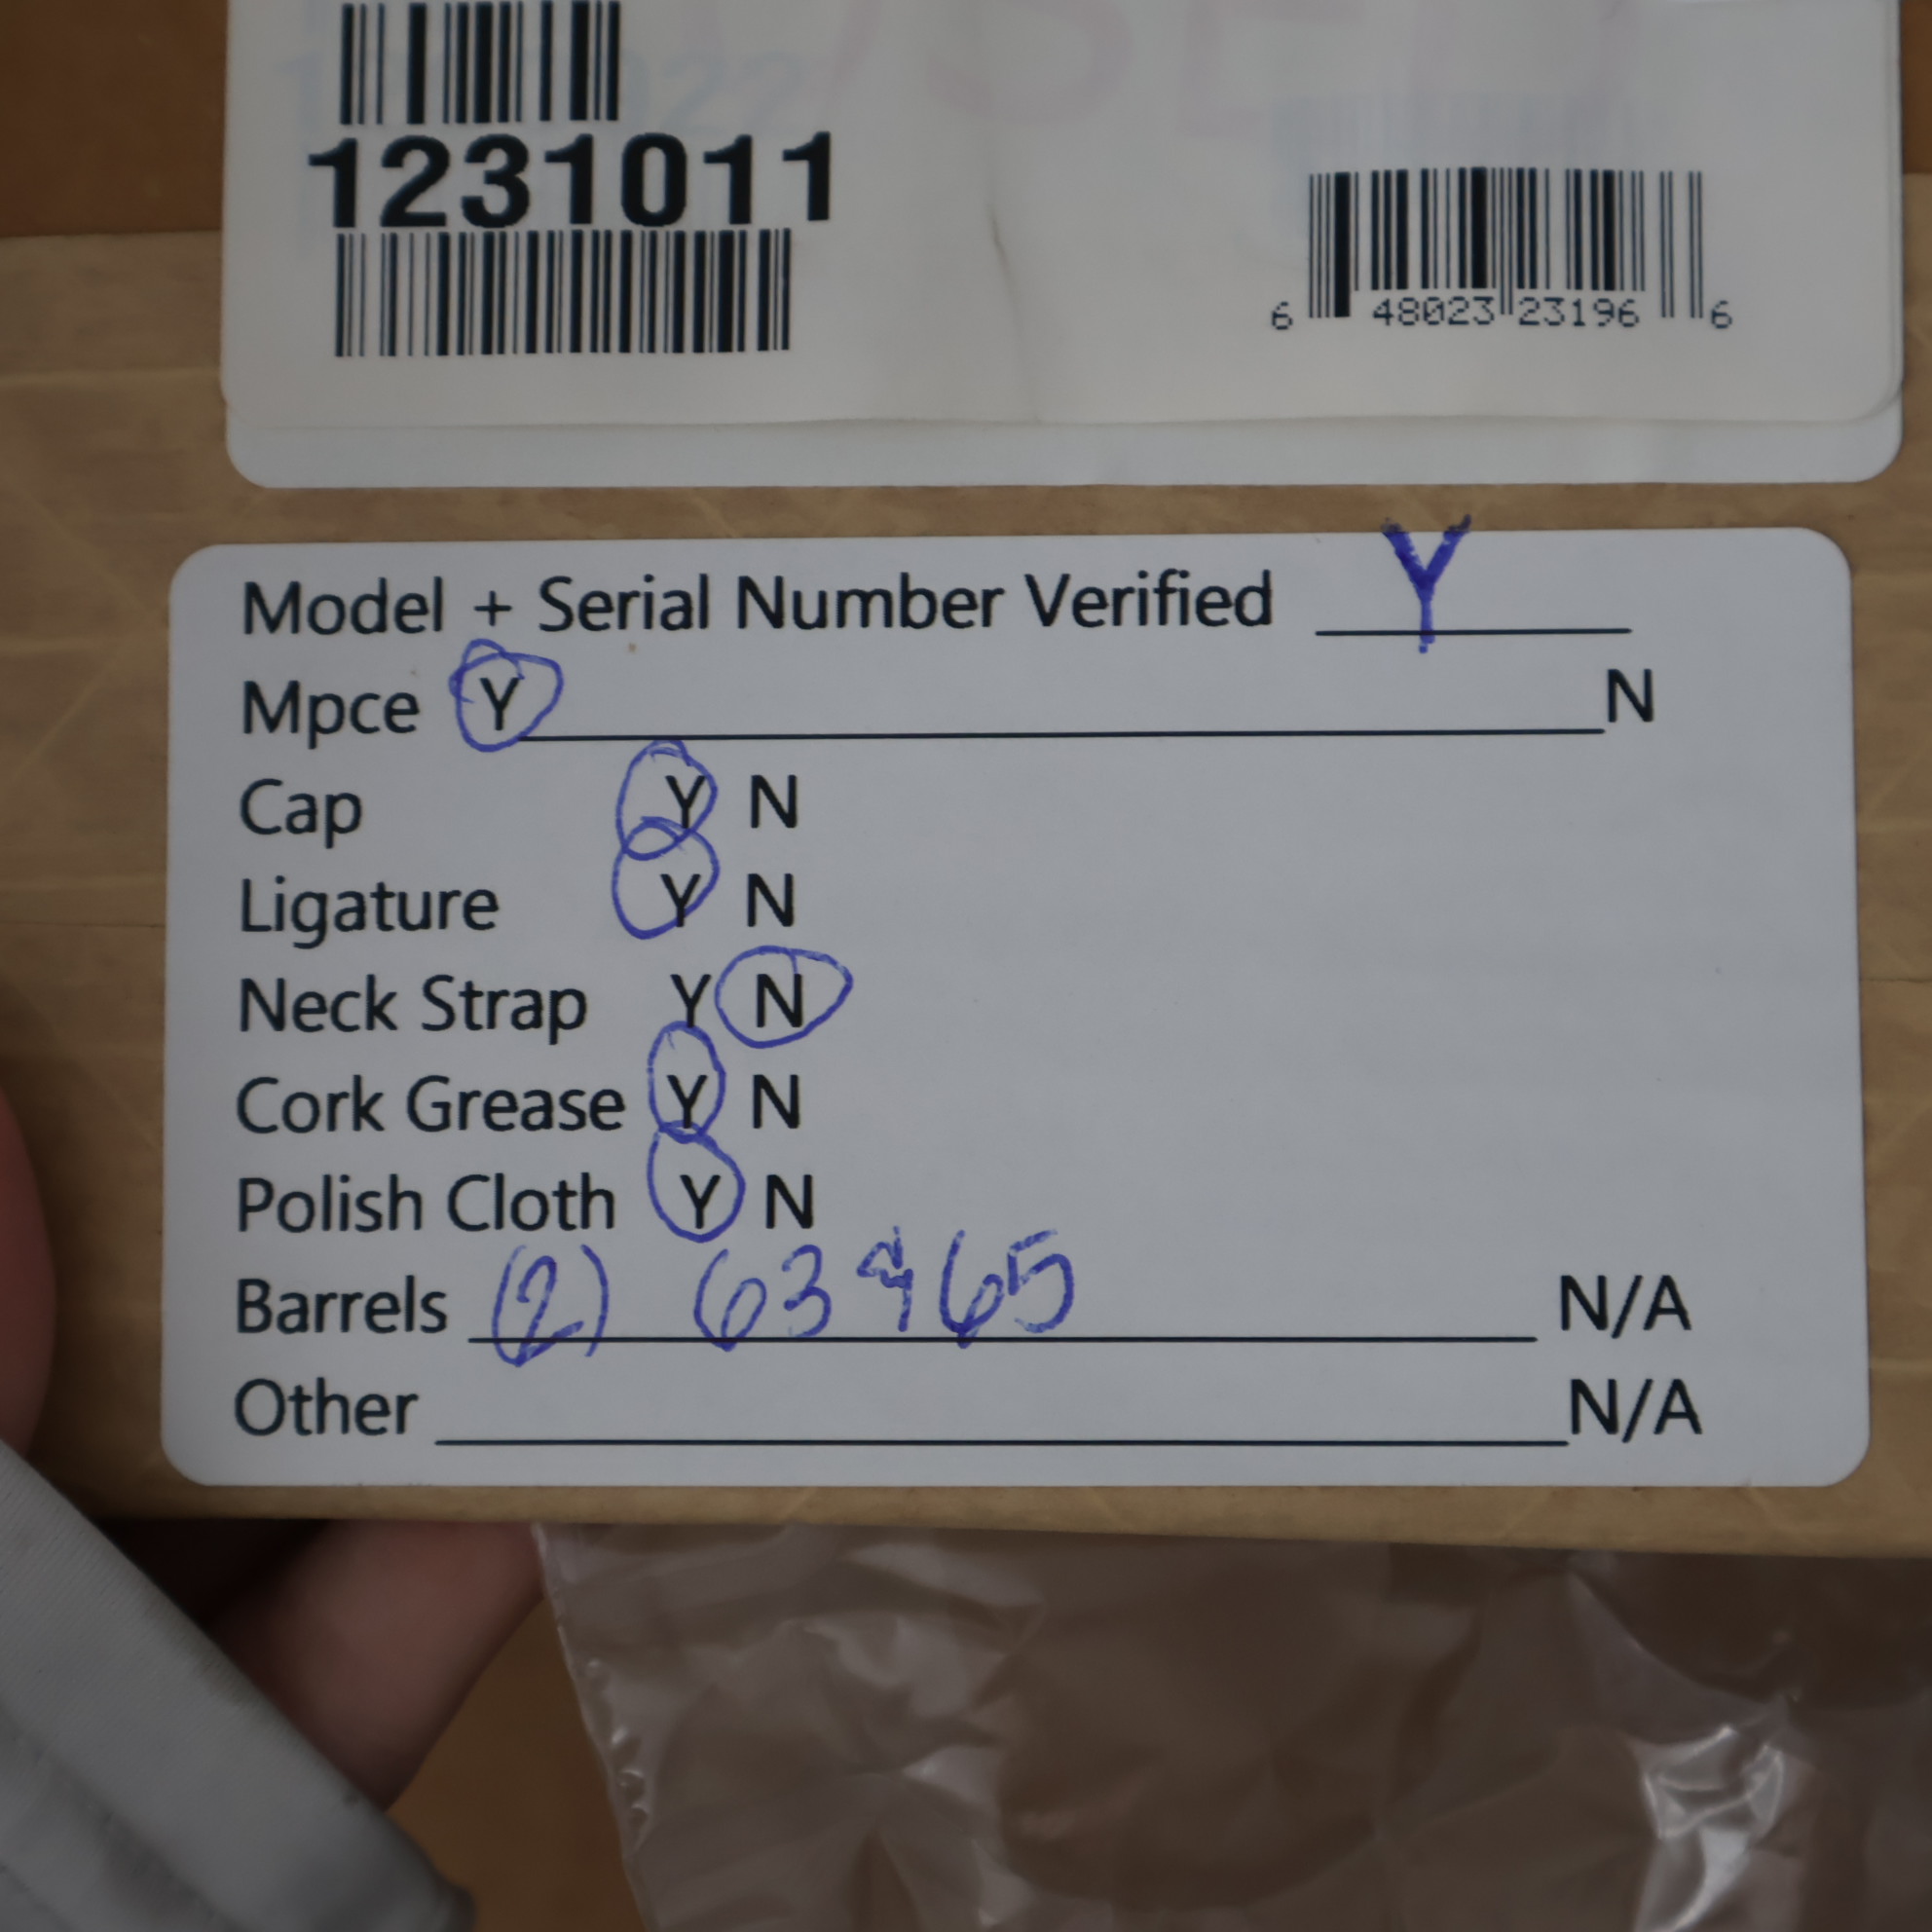 1231011
6 48023 23196 6
Model + Serial Number Verified Y
Mpce Y N
Cap Y N
Ligature Y N
Neck Strap Y N
Cork Grease Y N
Polish Cloth Y N
Barrels (2) 63 & 65 N/A
Other N/A